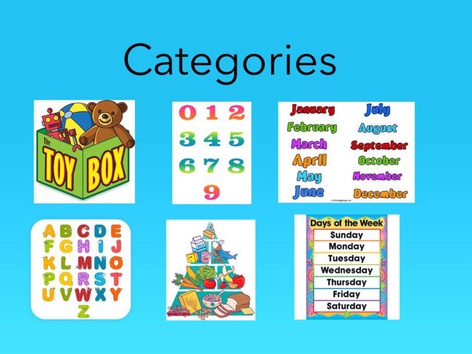 Categories
The
TOY BOX
0 1 2
3 4 5
6 7 8
9
January July
February August
March September
April October
May November
June December
A B C D E
F G H I J
K L M N O
P Q R S T
U V W X Y
Z
Days of the Week
Sunday
Monday
Tuesday
Wednesday
Thursday
Friday
Saturday